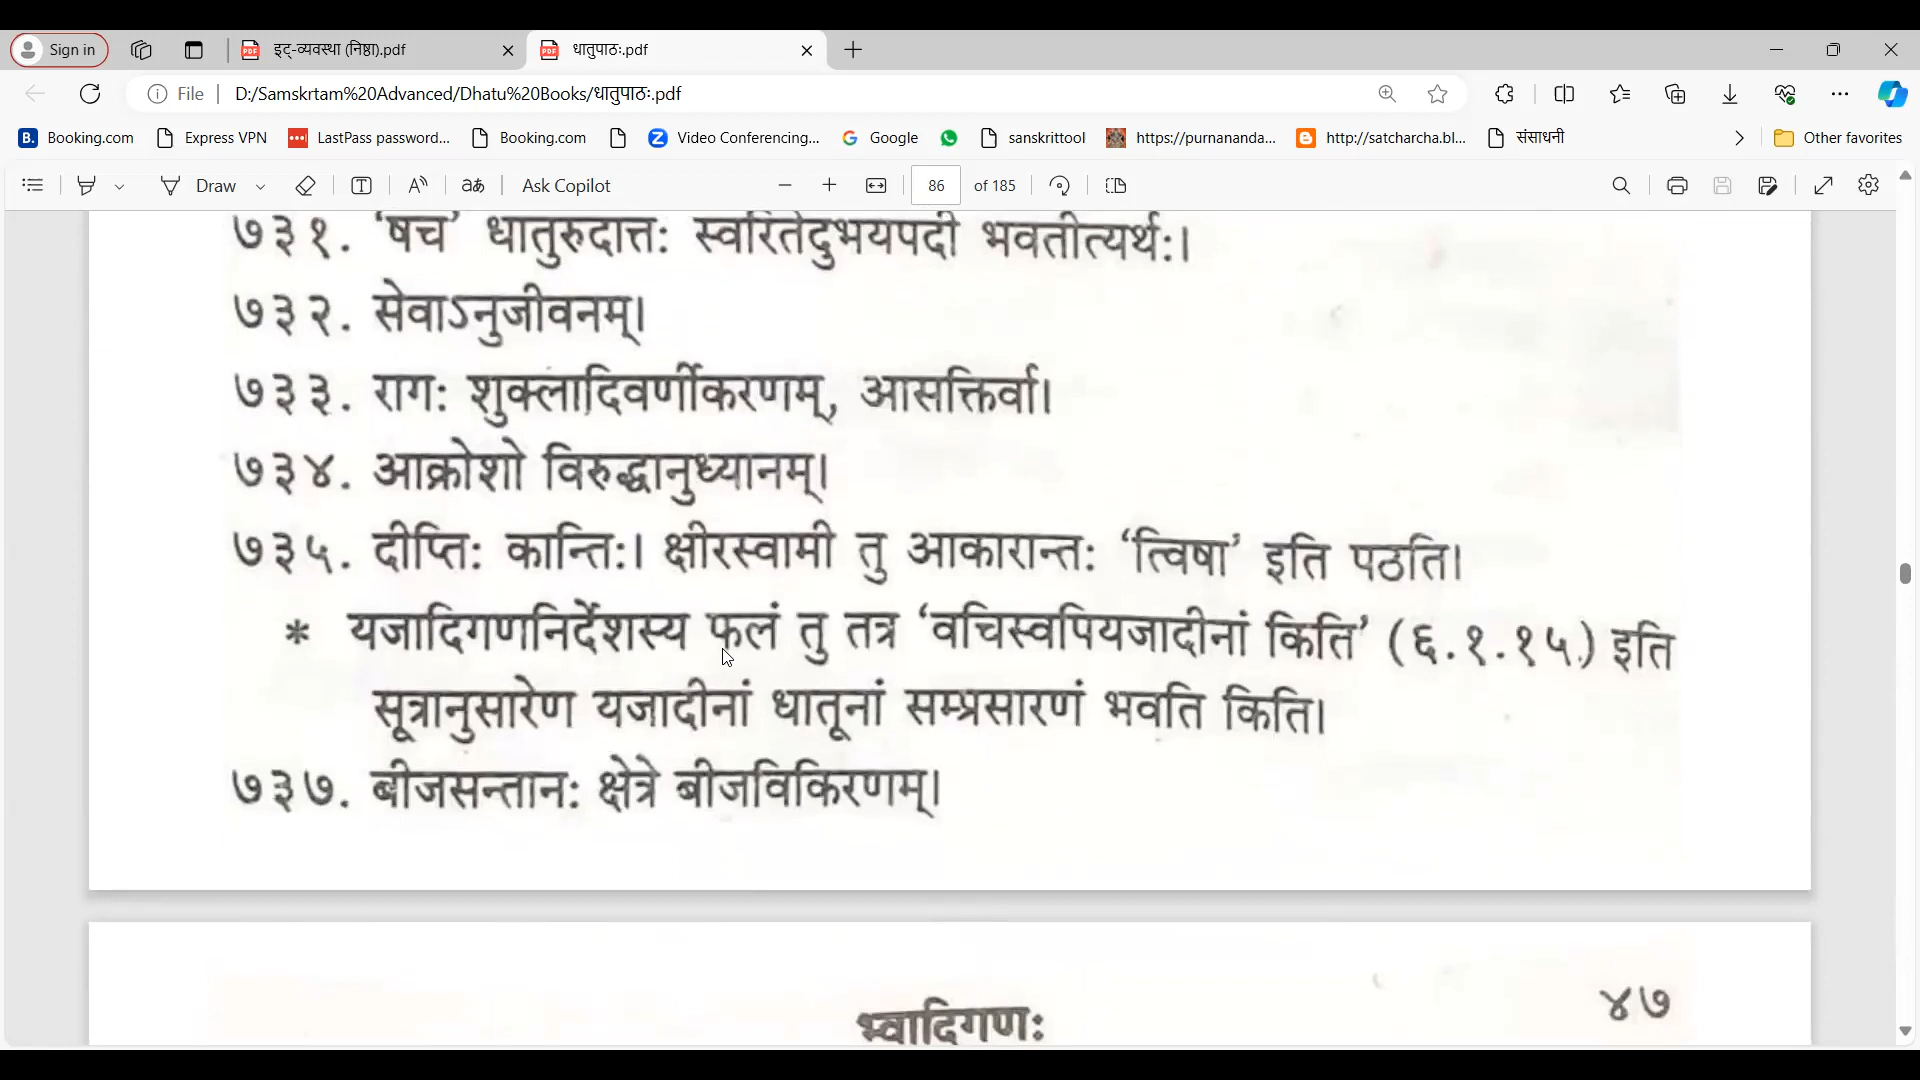 Sign in
इट्-व्यवस्था (निष्ठा).pdf
धातुपाठः.pdf
File
D:/Samskrtam%20Advanced/Dhatu%20Books/धातुपाठः.pdf
Booking.com
Express VPN
LastPass password...
Booking.com
Video Conferencing...
Google
sanskrittool
https://purnananda...
http://satcharcha.bl...
संसाधनी
Other favorites
Draw
Ask Copilot
86 of 185
७३१. ‘षच’ धातुरुदात्तः स्वरितेदुभयपदी भवतीत्यर्थः।
७३२. सेवाऽनुजीवनम्।
७३३. रागः शुक्लादिवर्णीकरणम्, आसक्तिर्वा।
७३४. आक्रोशो विरुद्धानुध्यानम्।
७३५. दीप्तिः कान्तिः। क्षीरस्वामी तु आकारान्तः ‘त्विषा’ इति पठति।
* यजादिगणनिर्देशस्य फलं तु तत्र ‘वचिस्वपियजादीनां किति’ (६.१.१५) इति
सूत्रानुसारेण यजादीनां धातूनां सम्प्रसारणं भवति किति।
७३७. बीजसन्तानः क्षेत्रे बीजविकिरणम्।
४७
भ्वादिगणः